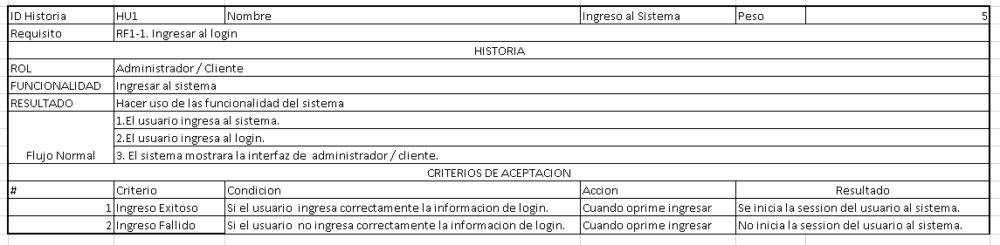 ID Historia HU1 Nombre Ingreso al Sistema Peso 5
Requisito RF1-1. Ingresar al login
HISTORIA
ROL Administrador / Cliente
FUNCIONALIDAD Ingresar al sistema
RESULTADO Hacer uso de las funcionalidad del sistema
1.El usuario ingresa al sistema.
2.El usuario ingresa al login.
Flujo Normal 3. El sistema mostrara la interfaz de administrador / cliente.
CRITERIOS DE ACEPTACION
# Criterio Condicion Accion Resultado
1 Ingreso Exitoso Si el usuario ingresa correctamente la informacion de login. Cuando oprime ingresar Se inicia la session del usuario al sistema.
2 Ingreso Fallido Si el usuario no ingresa correctamente la informacion de login. Cuando oprime ingresar No inicia la session del usuario al sistema.